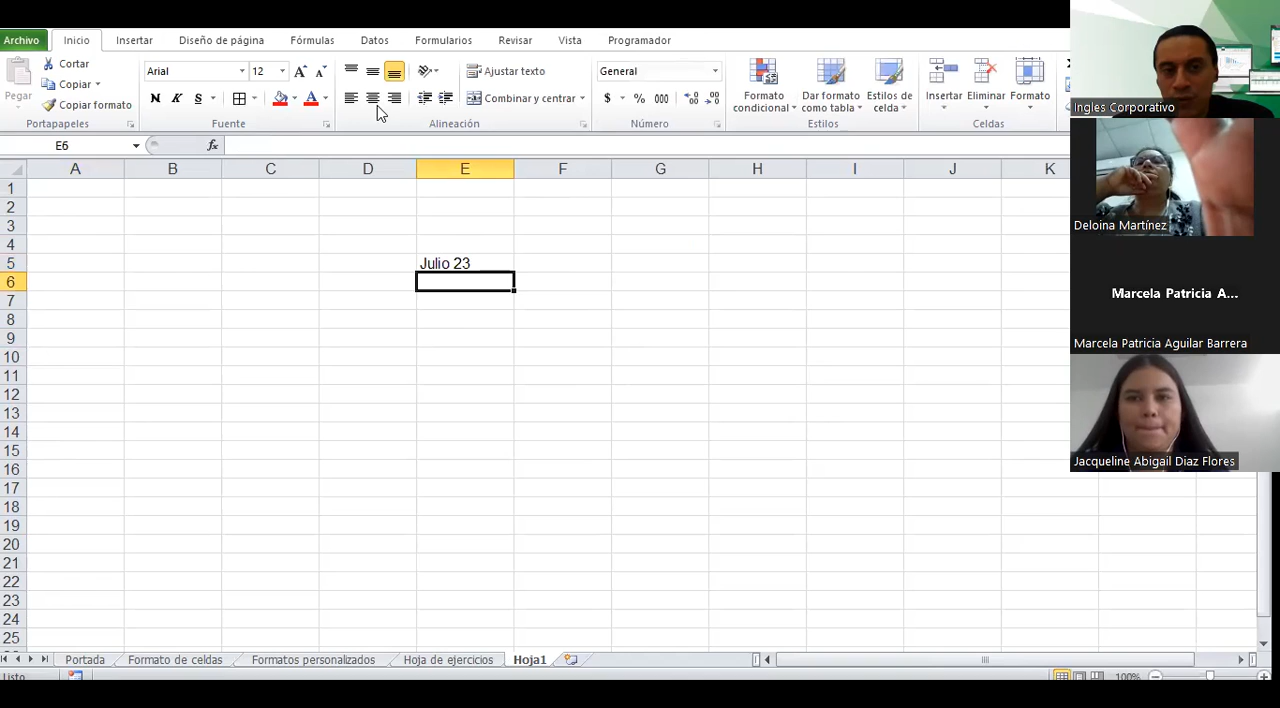 Archivo Inicio Insertar Diseño de página Fórmulas Datos Formularios Revisar Vista Programador
Pegar
Cortar
Copiar
Copiar formato
Portapapeles
Arial 12
N K S A
Fuente
Ajustar texto
Combinar y centrar
Alineación
General
$ % 000
Número
Formato condicional
Dar formato como tabla
Estilos de celda
Estilos
Insertar Eliminar Formato
Celdas
E6 fx
A B C D E F G H I J K
1
2
3
4
5 Julio 23
6
7
8
9
10
11
12
13
14
15
16
17
18
19
20
21
22
23
24
25
Portada Formato de celdas Formatos personalizados Hoja de ejercicios Hoja1
Listo 100%
Ingles Corporativo
Deloina Martínez
Marcela Patricia A...
Marcela Patricia Aguilar Barrera
Jacqueline Abigail Diaz Flores